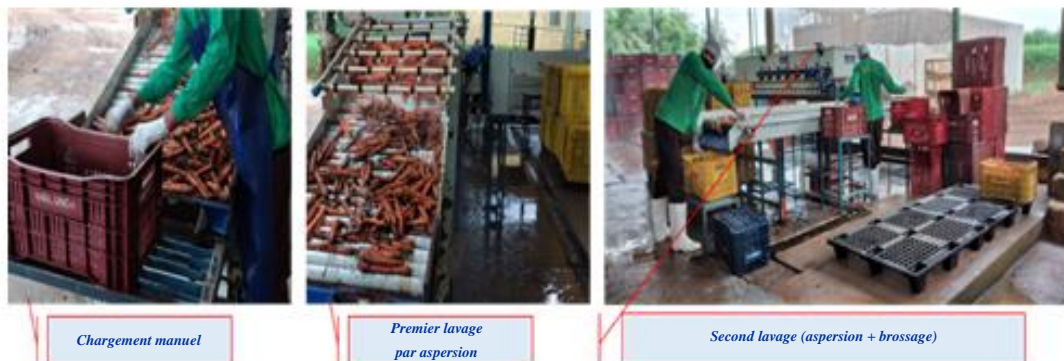 Chargement manuel
Premier lavage
par aspersion
Second lavage (aspersion + brossage)